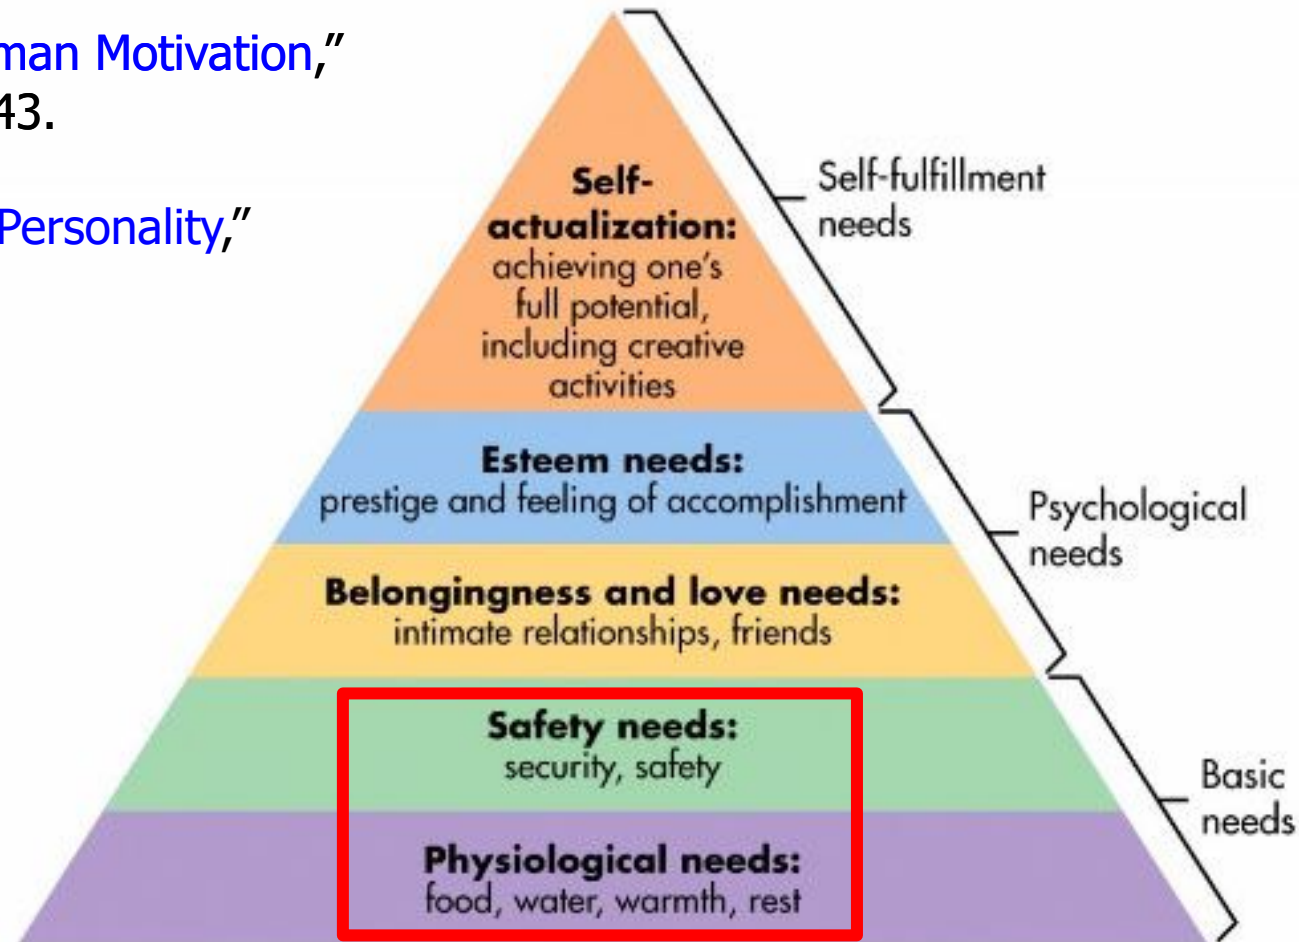 man Motivation,”
43.
Personality,”
Self-
actualization:
achieving one’s
full potential,
including creative
activities
Self-fulfillment
needs
Esteem needs:
prestige and feeling of accomplishment
Belongingness and love needs:
intimate relationships, friends
Psychological
needs
Safety needs:
security, safety
Physiological needs:
food, water, warmth, rest
Basic
needs